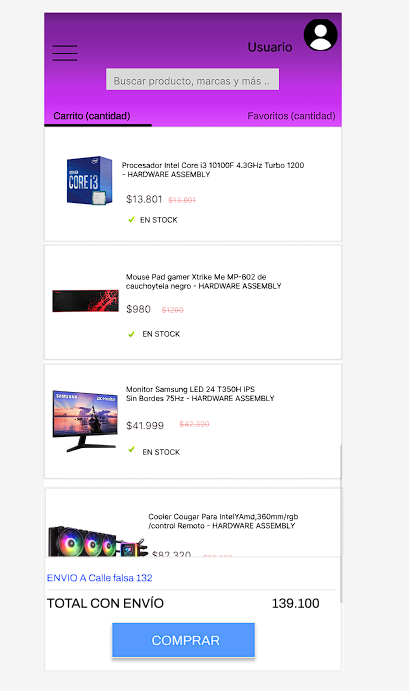 Usuario
Buscar producto, marcas y más ..
Carrito (cantidad)
Favoritos (cantidad)
CORE i3
Procesador Intel Core i3 10100F 4.3GHz Turbo 1200
- HARDWARE ASSEMBLY
$13.801 $13.801
EN STOCK
Mouse Pad gamer Xtrike Me MP-602 de
cauchoyteia negro - HARDWARE ASSEMBLY
$980 $1200
EN STOCK
SAMSUNG
Monitor Samsung LED 24 T350H IPS
Sin Bordes 75Hz - HARDWARE ASSEMBLY
$41.999 $42.300
EN STOCK
Cooler Cougar Para IntelYAmd,360mm/rgb
/control Remoto - HARDWARE ASSEMBLY
$82.320
ENVIO A Calle falsa 132
TOTAL CON ENVÍO 139.100
COMPRAR